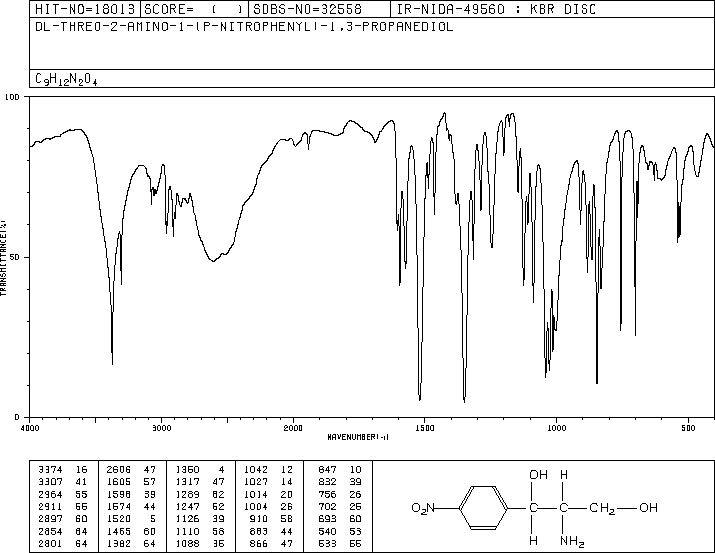 HIT-NO=18013 SCORE= ( ) SDBS-NO=32558 IR-NIDA-49560 : KBR DISC
DL-THREO-2-AMINO-1-(P-NITROPHENYL)-1,3-PROPANEDIOL
C9H12N2O4
100
50
0
TRANSMITTANCE(%)
4000 3000 2000 1500 1000 500
WAVENUMBER(-1)
3374 16 2606 47 1350 4 1042 12 847 10
3307 41 1605 57 1317 47 1027 14 832 39
2964 55 1598 39 1289 62 1014 20 756 26
2911 55 1574 44 1247 52 1004 26 702 25
2897 60 1520 5 1126 39 910 58 693 60
2854 64 1465 60 1110 58 883 44 540 53
2801 64 1382 64 1088 35 866 47 533 55
OH H
O2N C C CH2 OH
H NH2